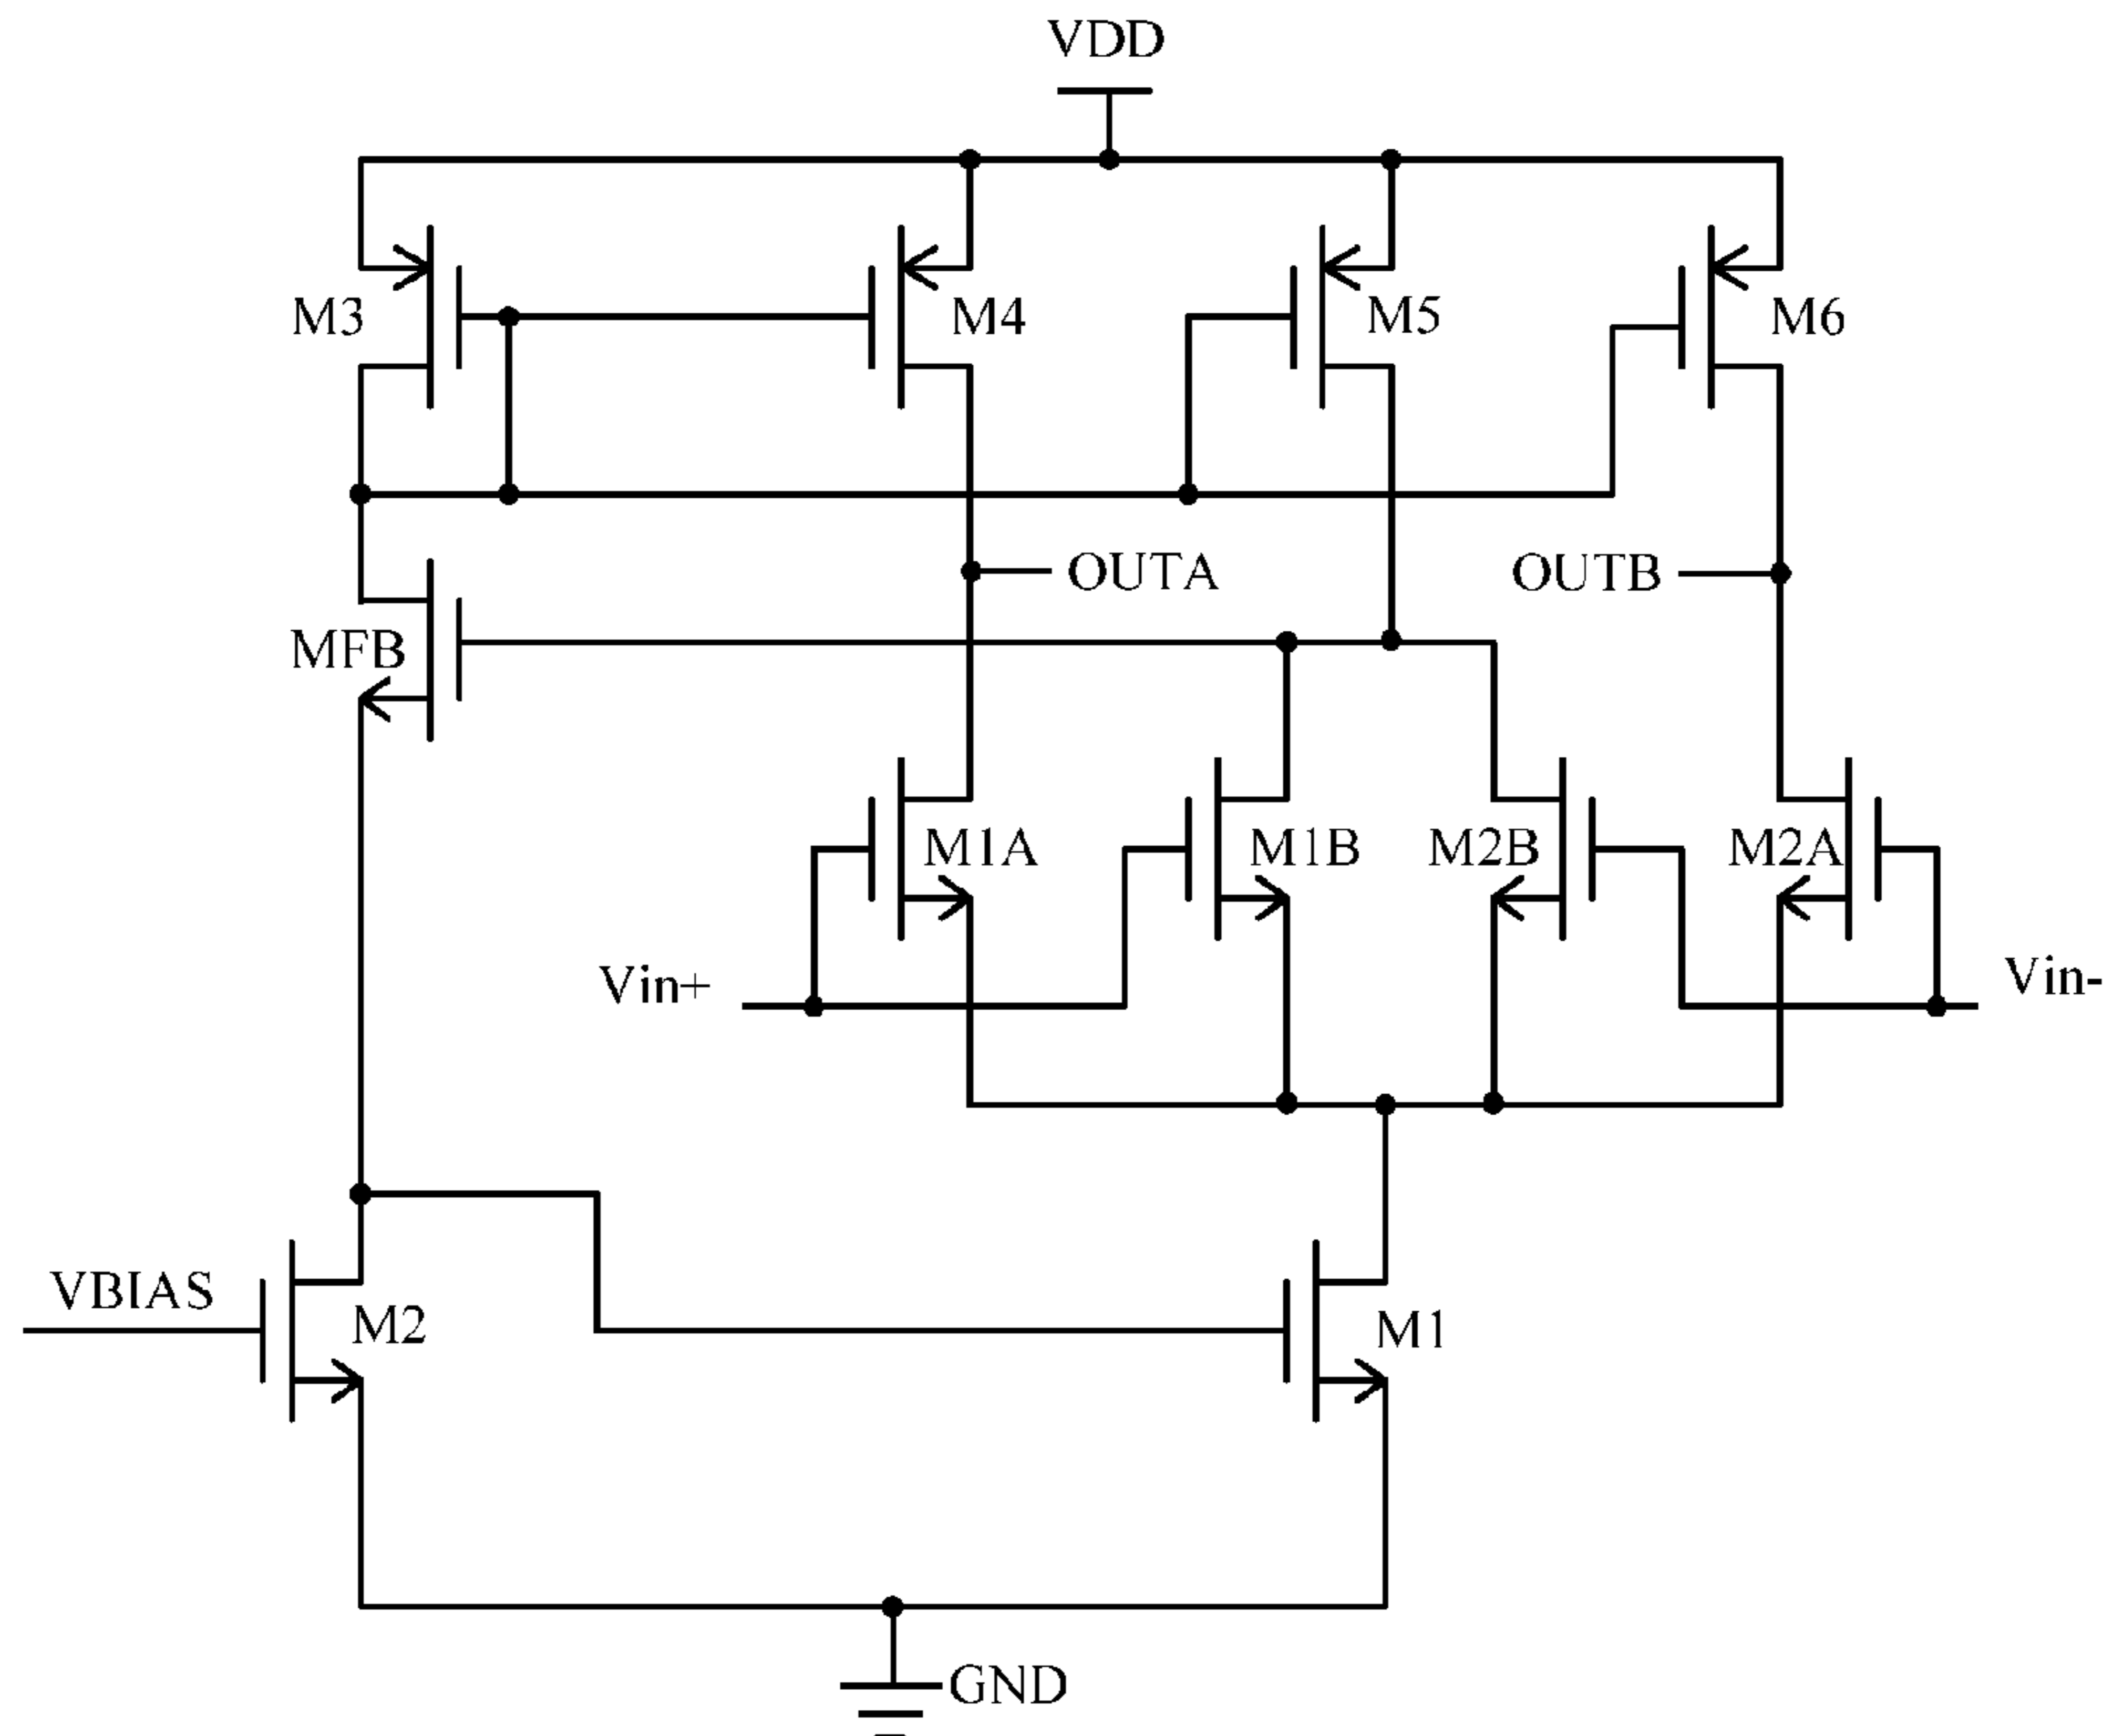 VDD
M3
M4
M5
M6
OUTA
OUTB
MFB
M1A
M1B
M2B
M2A
Vin+
Vin-
VBIAS
M2
M1
GND